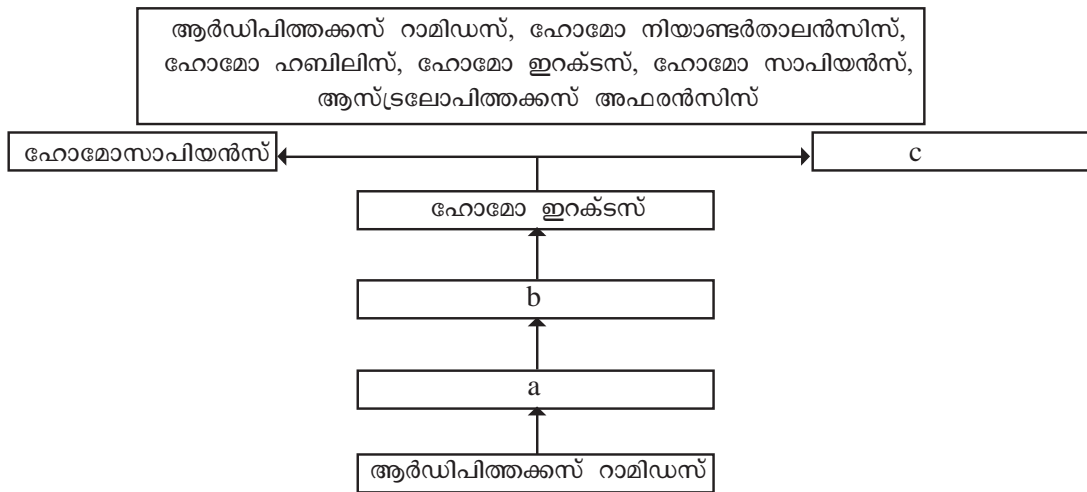 ആർഡിപിത്തക്കസ് റാമിഡസ്, ഹോമോ നിയാണ്ടർതാലൻസിസ്,
ഹോമോ ഹബിലിസ്, ഹോമോ ഇറക്ടസ്, ഹോമോ സാപിയൻസ്,
ആസ്ട്രലോപിത്തക്കസ് അഫറൻസിസ്
ഹോമോസാപിയൻസ് c
ഹോമോ ഇറക്ടസ്
b
a
ആർഡിപിത്തക്കസ് റാമിഡസ്